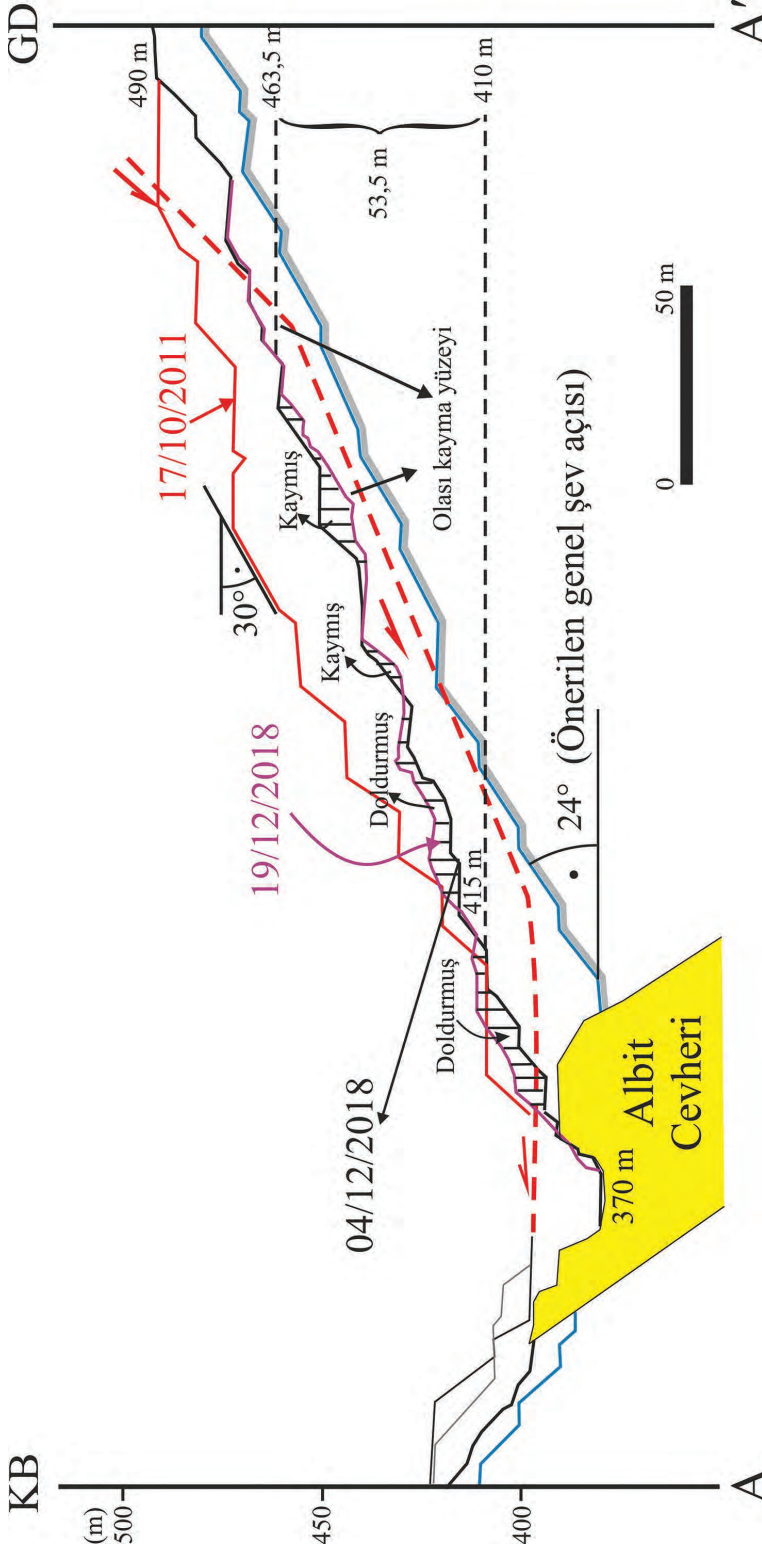 KB
GD
(m)
500
450
400
A
A'
490 m
463,5 m
410 m
53,5 m
17/10/2011
30°
Kaymış
Kaymış
Olası kayma yüzeyi
19/12/2018
Doldurmuş
415 m
Doldurmuş
04/12/2018
24° (Önerilen genel şev açısı)
0
50 m
370 m
Albit
Cevheri